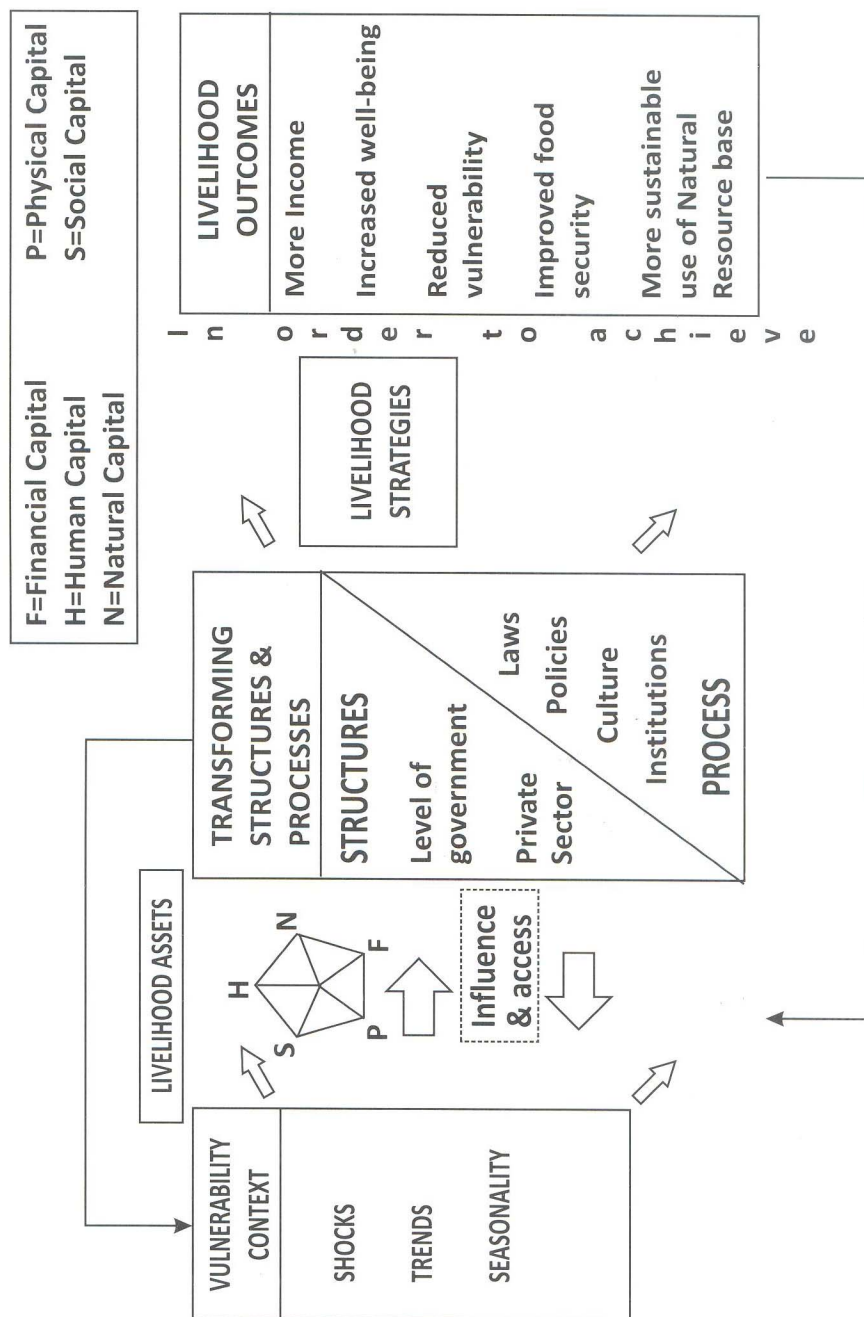 F=Financial Capital
H=Human Capital
N=Natural Capital
P=Physical Capital
S=Social Capital
LIVELIHOOD ASSETS
VULNERABILITY
CONTEXT
SHOCKS
TRENDS
SEASONALITY
H
S
N
P
F
Influence
& access
TRANSFORMING
STRUCTURES &
PROCESSES
STRUCTURES
Level of
government
Private
Sector
Laws
Policies
Culture
Institutions
PROCESS
LIVELIHOOD
STRATEGIES
In order to achieve
LIVELIHOOD
OUTCOMES
More Income
Increased well-being
Reduced
vulnerability
Improved food
security
More sustainable
use of Natural
Resource base